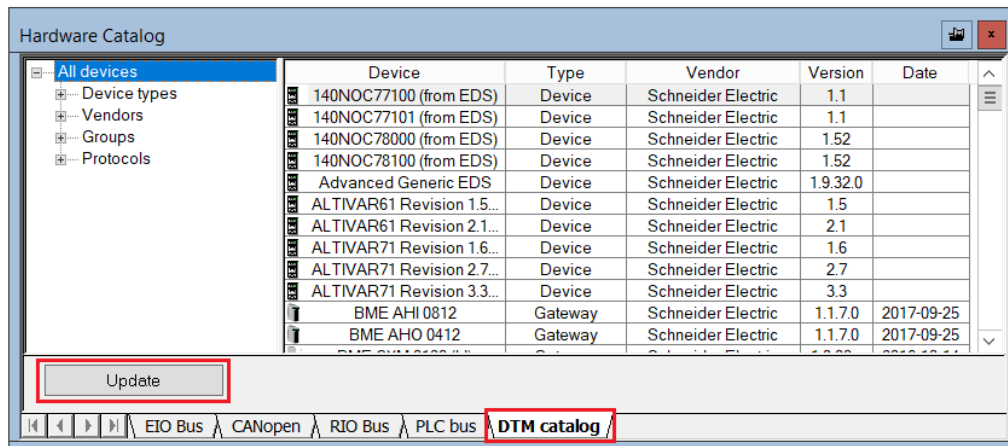 Hardware Catalog
x
All devices
Device types
Vendors
Groups
Protocols
Device Type Vendor Version Date
140NOC77100 (from EDS) Device Schneider Electric 1.1
140NOC77101 (from EDS) Device Schneider Electric 1.1
140NOC78000 (from EDS) Device Schneider Electric 1.52
140NOC78100 (from EDS) Device Schneider Electric 1.52
Advanced Generic EDS Device Schneider Electric 1.9.32.0
ALTIVAR61 Revision 1.5... Device Schneider Electric 1.5
ALTIVAR61 Revision 2.1... Device Schneider Electric 2.1
ALTIVAR71 Revision 1.6... Device Schneider Electric 1.6
ALTIVAR71 Revision 2.7... Device Schneider Electric 2.7
ALTIVAR71 Revision 3.3... Device Schneider Electric 3.3
BME AHI 0812 Gateway Schneider Electric 1.1.7.0 2017-09-25
BME AHO 0412 Gateway Schneider Electric 1.1.7.0 2017-09-25
Update
EIO Bus CANopen RIO Bus PLC bus DTM catalog